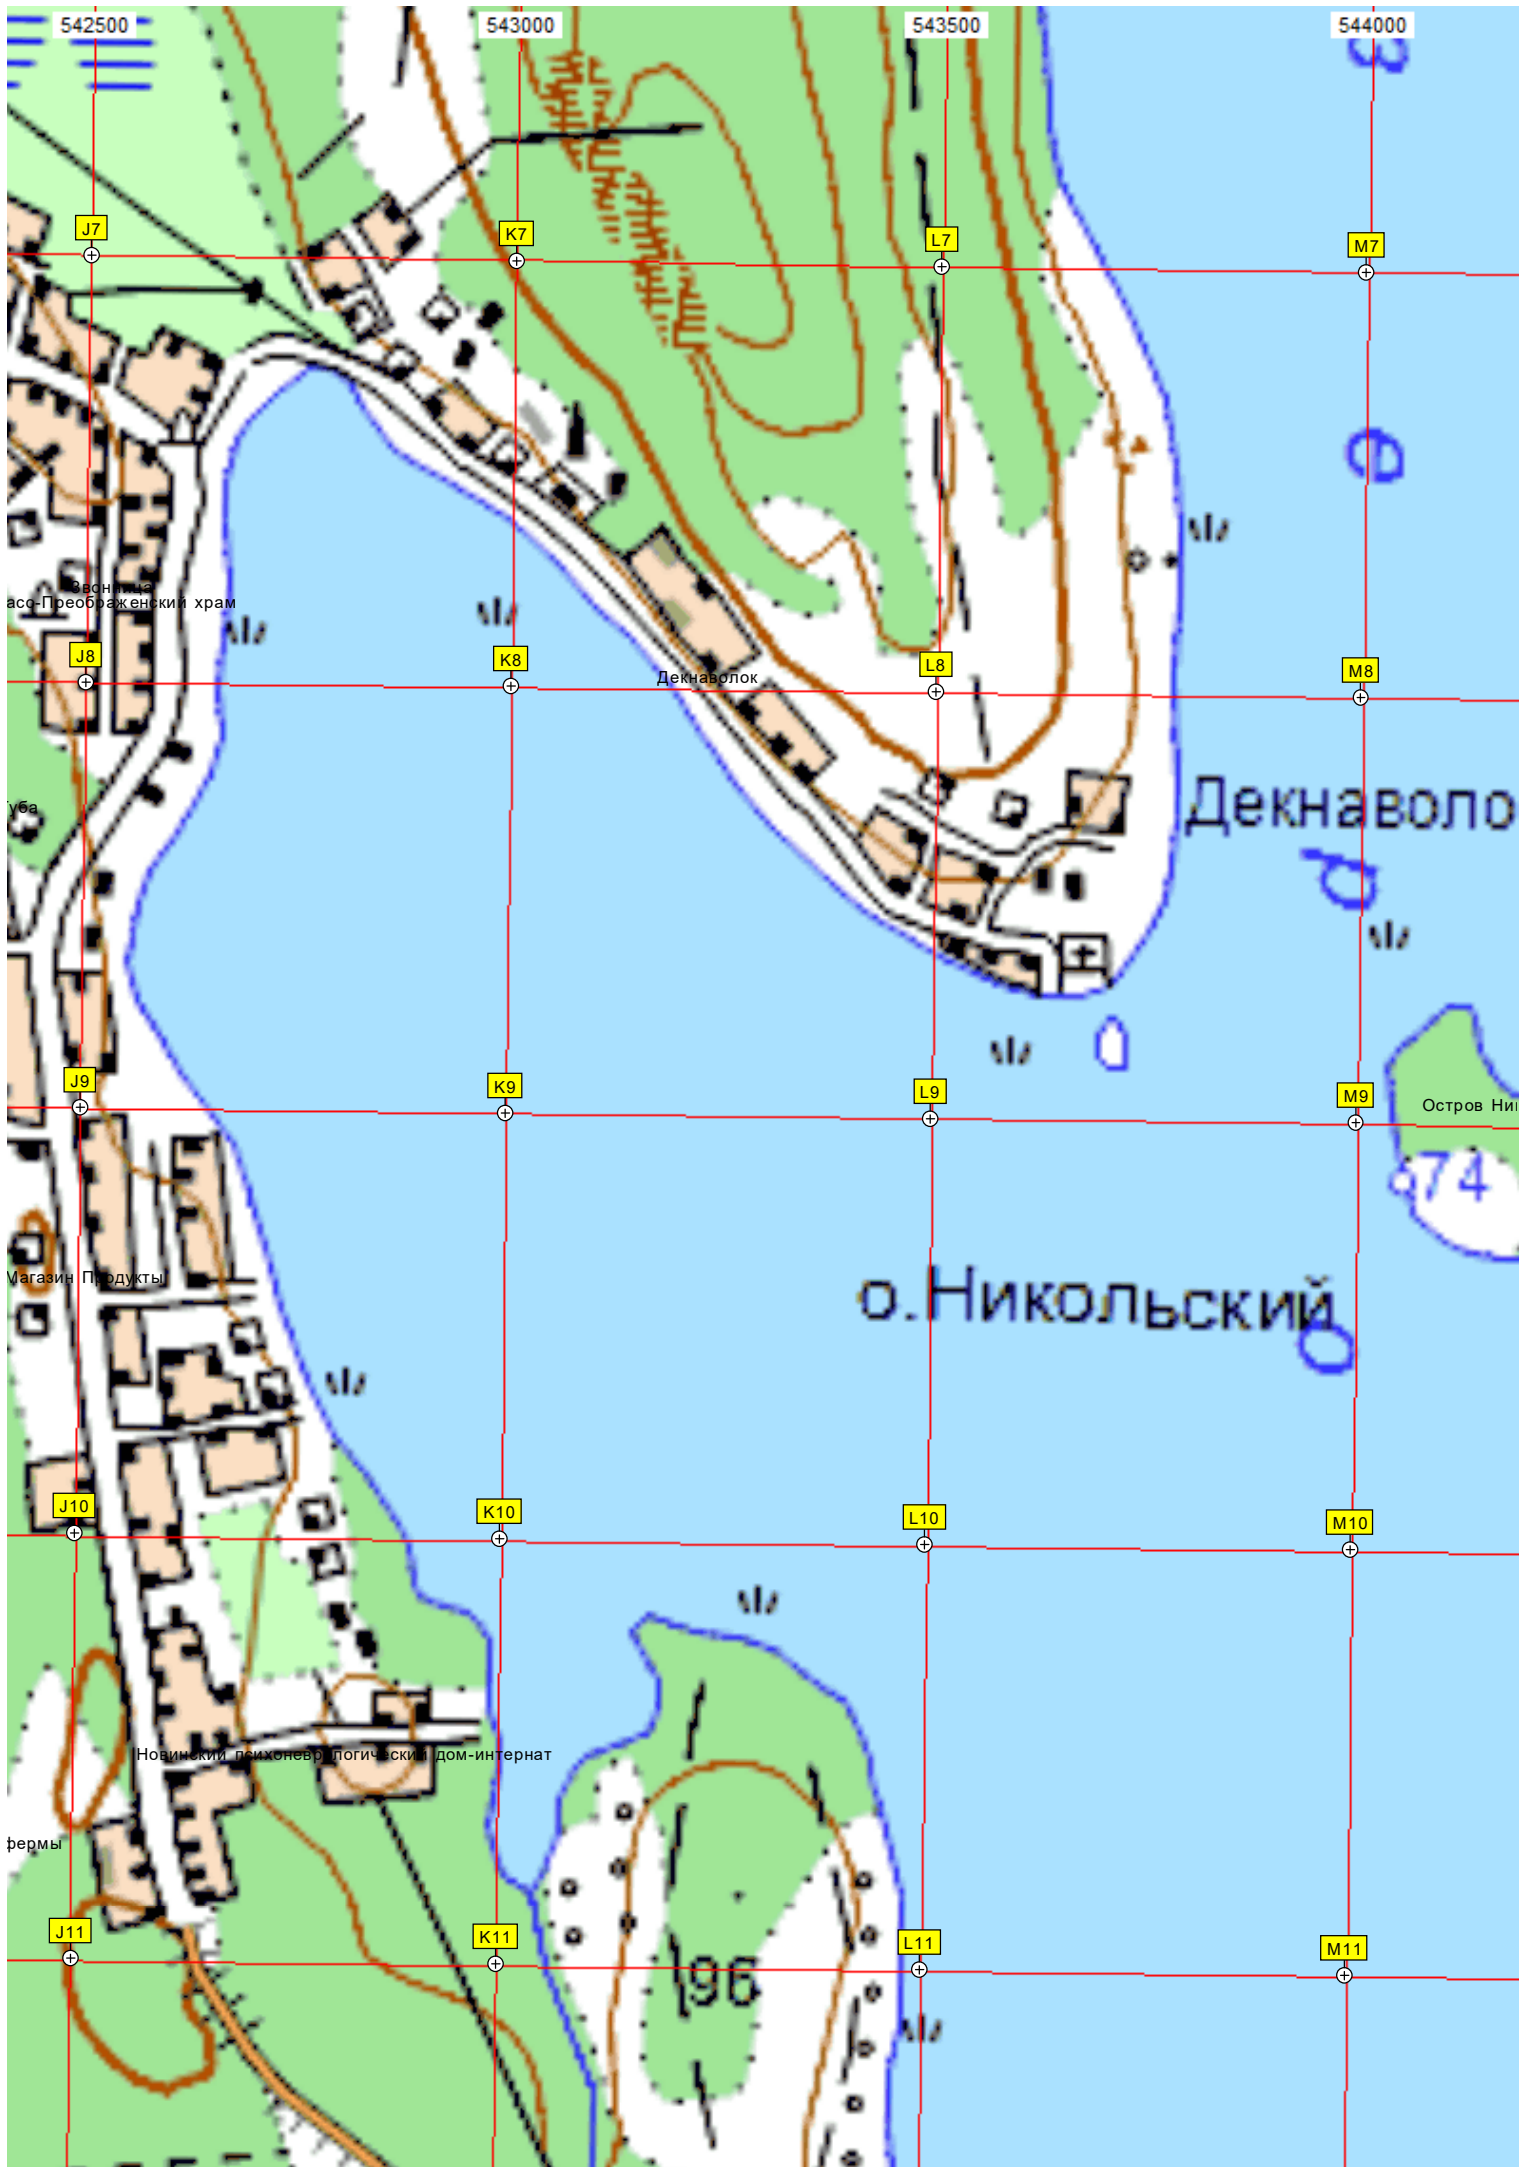 542500 543000 543500 544000
з
J7 K7 L7 M7
е
Звонница
асо-Преображенский храм
J8 K8 L8 M8
Декнаволок
Губа
Декнаволо
р
J9 K9 L9 M9
Остров Ни
74
Магазин Продукты
о.Никольский
о
J10 K10 L10 M10
Новинский психоневрологический дом-интернат
фермы
J11 K11 L11 M11
96